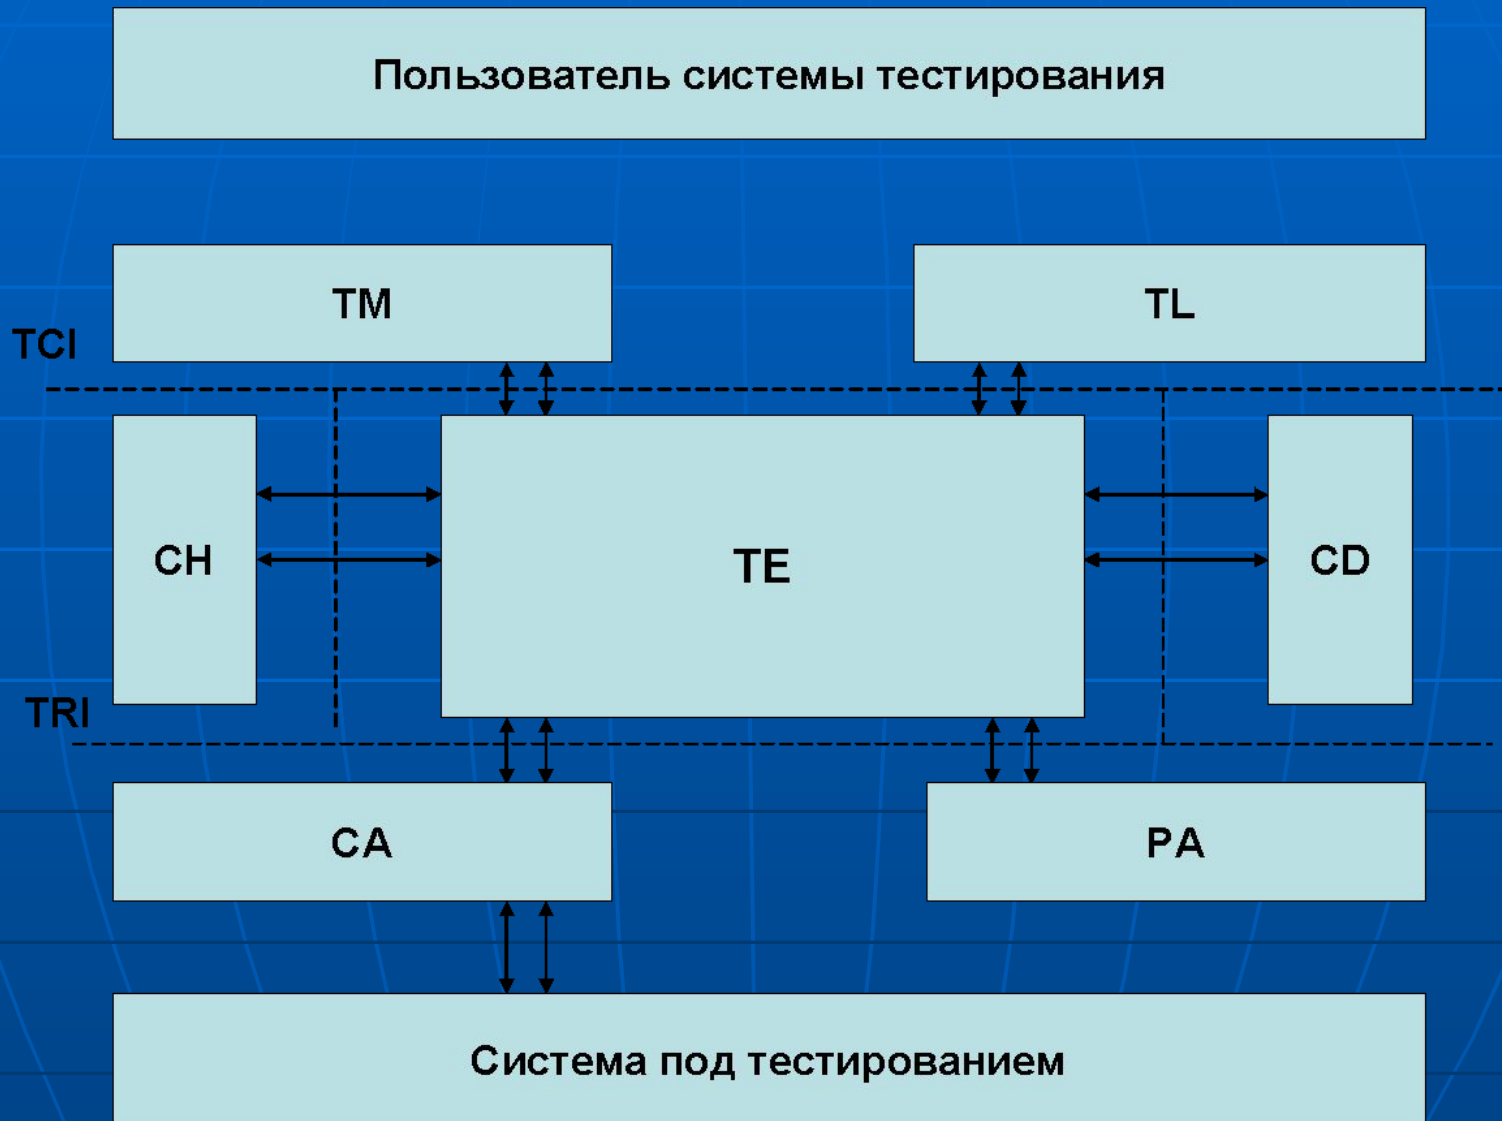 Пользователь системы тестирования
TM
TL
TCI
CH
TE
CD
TRI
CA
PA
Система под тестированием